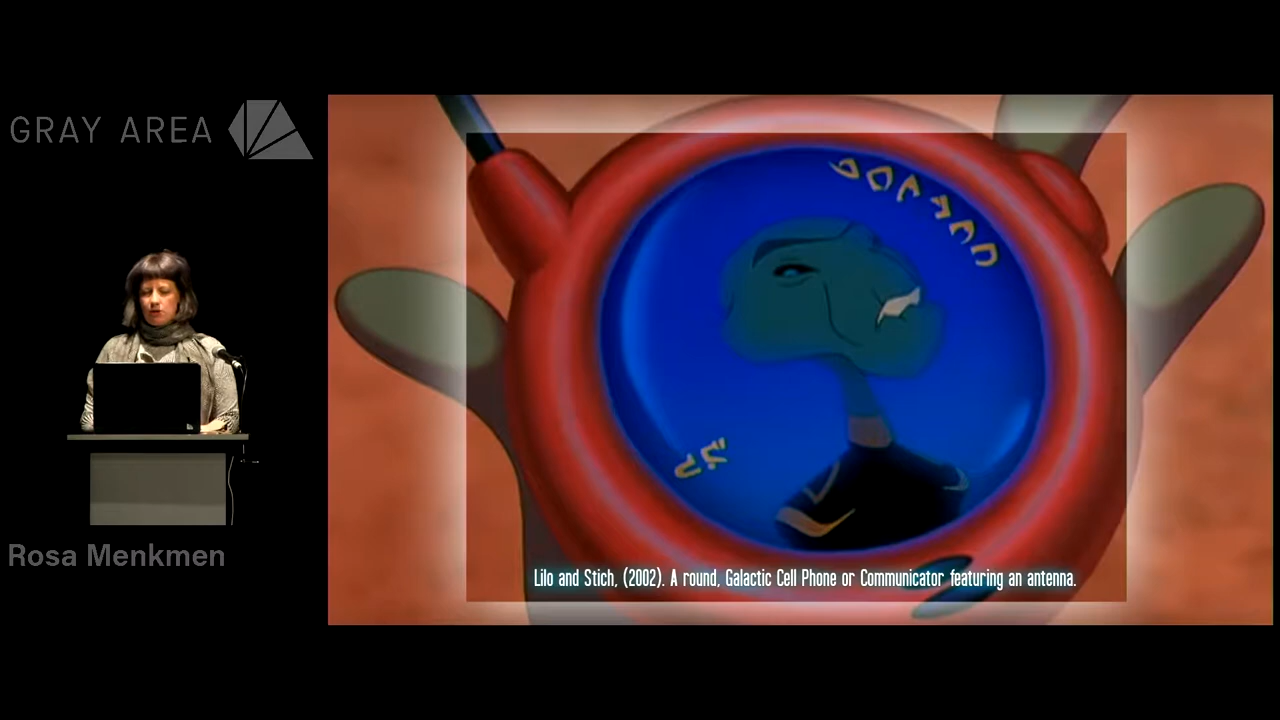 GRAY AREA
Rosa Menkmen
Lilo and Stich, (2002). A round, Galactic Cell Phone or Communicator featuring an antenna.